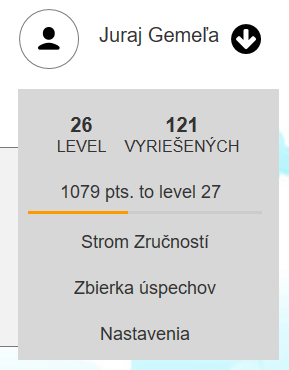 Juraj Gemeľa
26 121
LEVEL VYRIEŠENÝCH
1079 pts. to level 27
Strom Zručností
Zbierka úspechov
Nastavenia